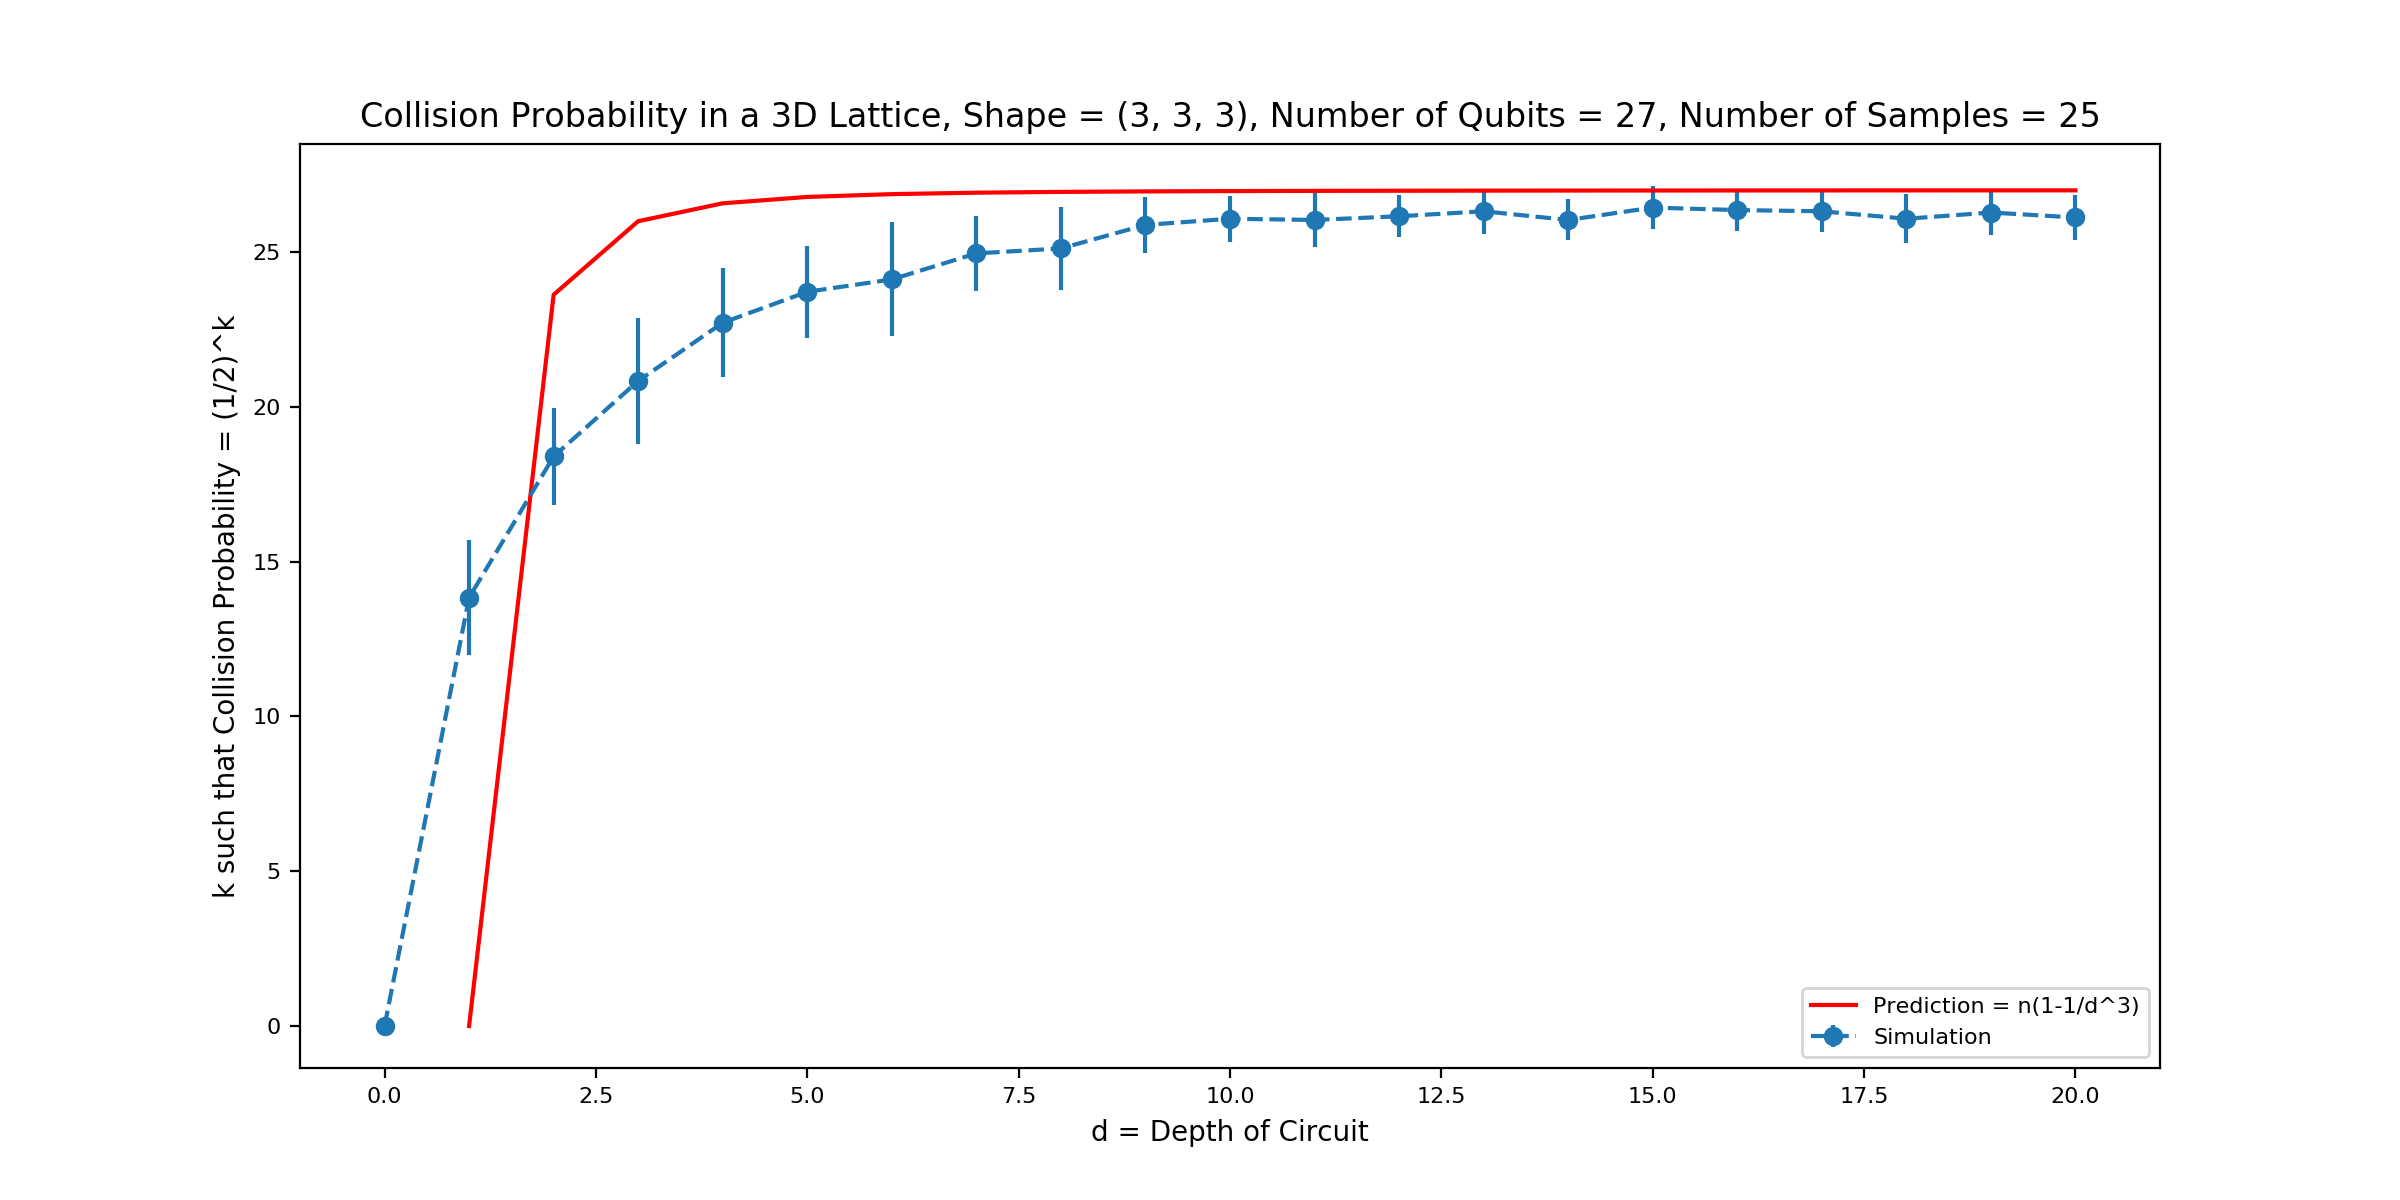 Collision Probability in a 3D Lattice, Shape = (3, 3, 3), Number of Qubits = 27, Number of Samples = 25
k such that Collision Probability = (1/2)^k
25
20
15
10
5
0
Prediction = n(1-1/d^3)
Simulation
0.0 2.5 5.0 7.5 10.0 12.5 15.0 17.5 20.0
d = Depth of Circuit